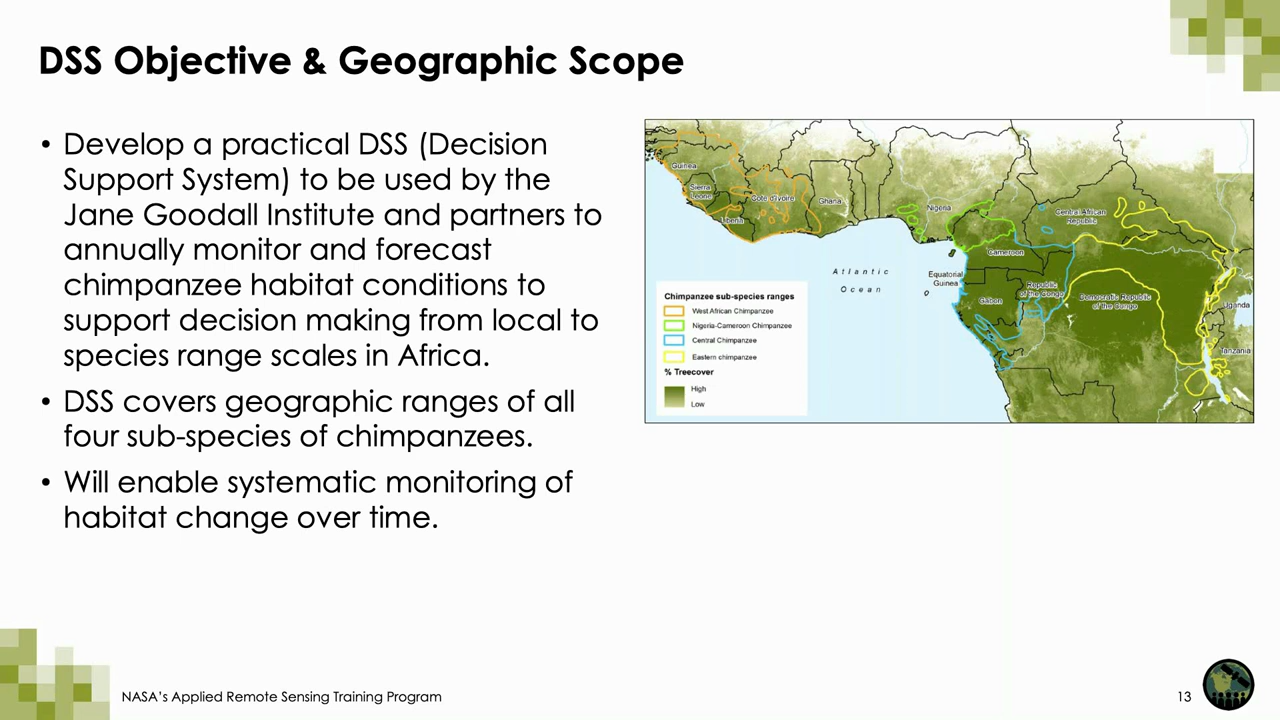 DSS Objective & Geographic Scope
• Develop a practical DSS (Decision
Support System) to be used by the
Jane Goodall Institute and partners to
annually monitor and forecast
chimpanzee habitat conditions to
support decision making from local to
species range scales in Africa.
• DSS covers geographic ranges of all
four sub-species of chimpanzees.
• Will enable systematic monitoring of
habitat change over time.
Guinea
Sierra
Leone
Liberia
Cote d'Ivoire
Ghana
Nigeria
Cameroon
Central African
Republic
Equatorial
Guinea
Gabon
Republic
of the Congo
Democratic Republic
of the Congo
Uganda
Tanzania
Atlantic
Ocean
Chimpanzee sub-species ranges
West African Chimpanzee
Nigeria-Cameroon Chimpanzee
Central Chimpanzee
Eastern chimpanzee
% Treecover
High
Low
NASA's Applied Remote Sensing Training Program
13